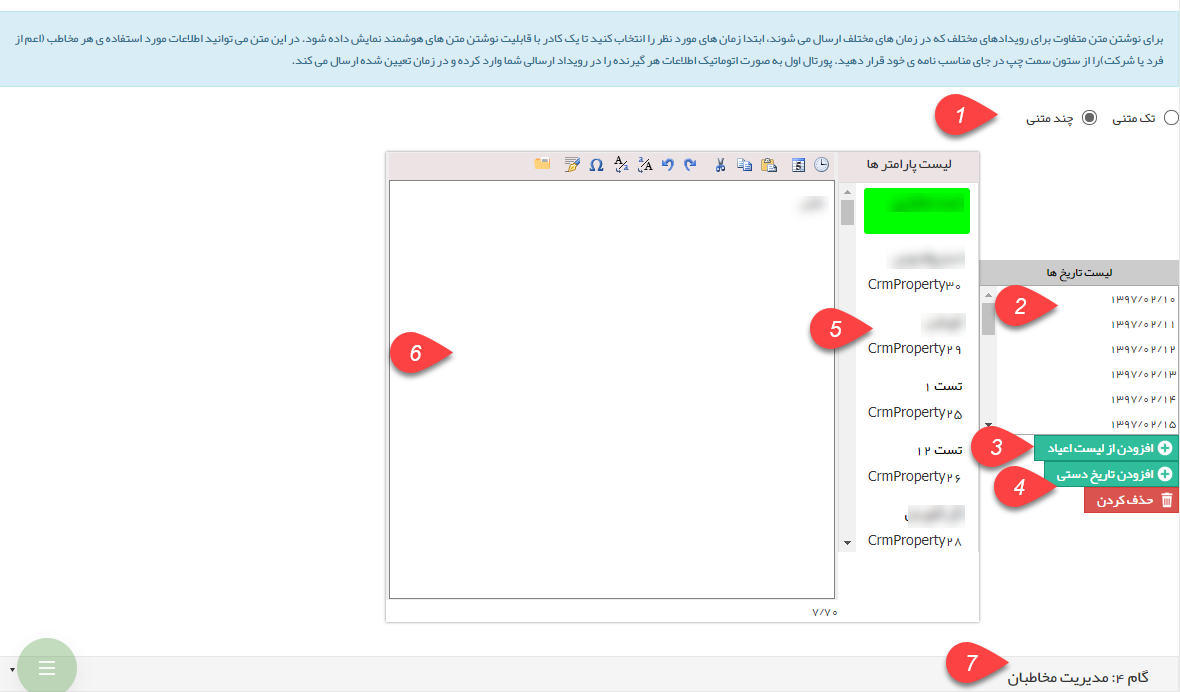 برای نوشتن متن متفاوت برای رویدادهای مختلف که در زمان های مختلف ارسال می شوند، ابتدا زمان های مورد نظر را انتخاب کنید تا یک کادر با قابلیت نوشتن متن های هوشمند نمایش داده شود. در این متن می توانید اطلاعات مورد استفاده ی هر مخاطب (اعم از
فرد یا شرکت)را از ستون سمت چپ در جای مناسب نامه ی خود قرار دهید. پورتال اول به صورت اتوماتیک اطلاعات هر گیرنده را در رویداد ارسالی شما وارد کرده و در زمان تعیین شده ارسال می کند.
تک متنی چند متنی 1
لیست پارامتر ها
CrmProperty۳۰
5
CrmProperty۲۹
تست ۱
CrmProperty۲۵
تست ۱۲
CrmProperty۲۶
CrmProperty۲۸
6
۷/۷۰
لیست تاریخ ها
۱۳۹۷/۰۲/۱۰
2
۱۳۹۷/۰۲/۱۱
۱۳۹۷/۰۲/۱۲
۱۳۹۷/۰۲/۱۳
۱۳۹۷/۰۲/۱۴
۱۳۹۷/۰۲/۱۵
افزودن از لیست اعیاد 3
افزودن تاریخ دستی 4
حذف کردن
گام ۴: مدیریت مخاطبان 7